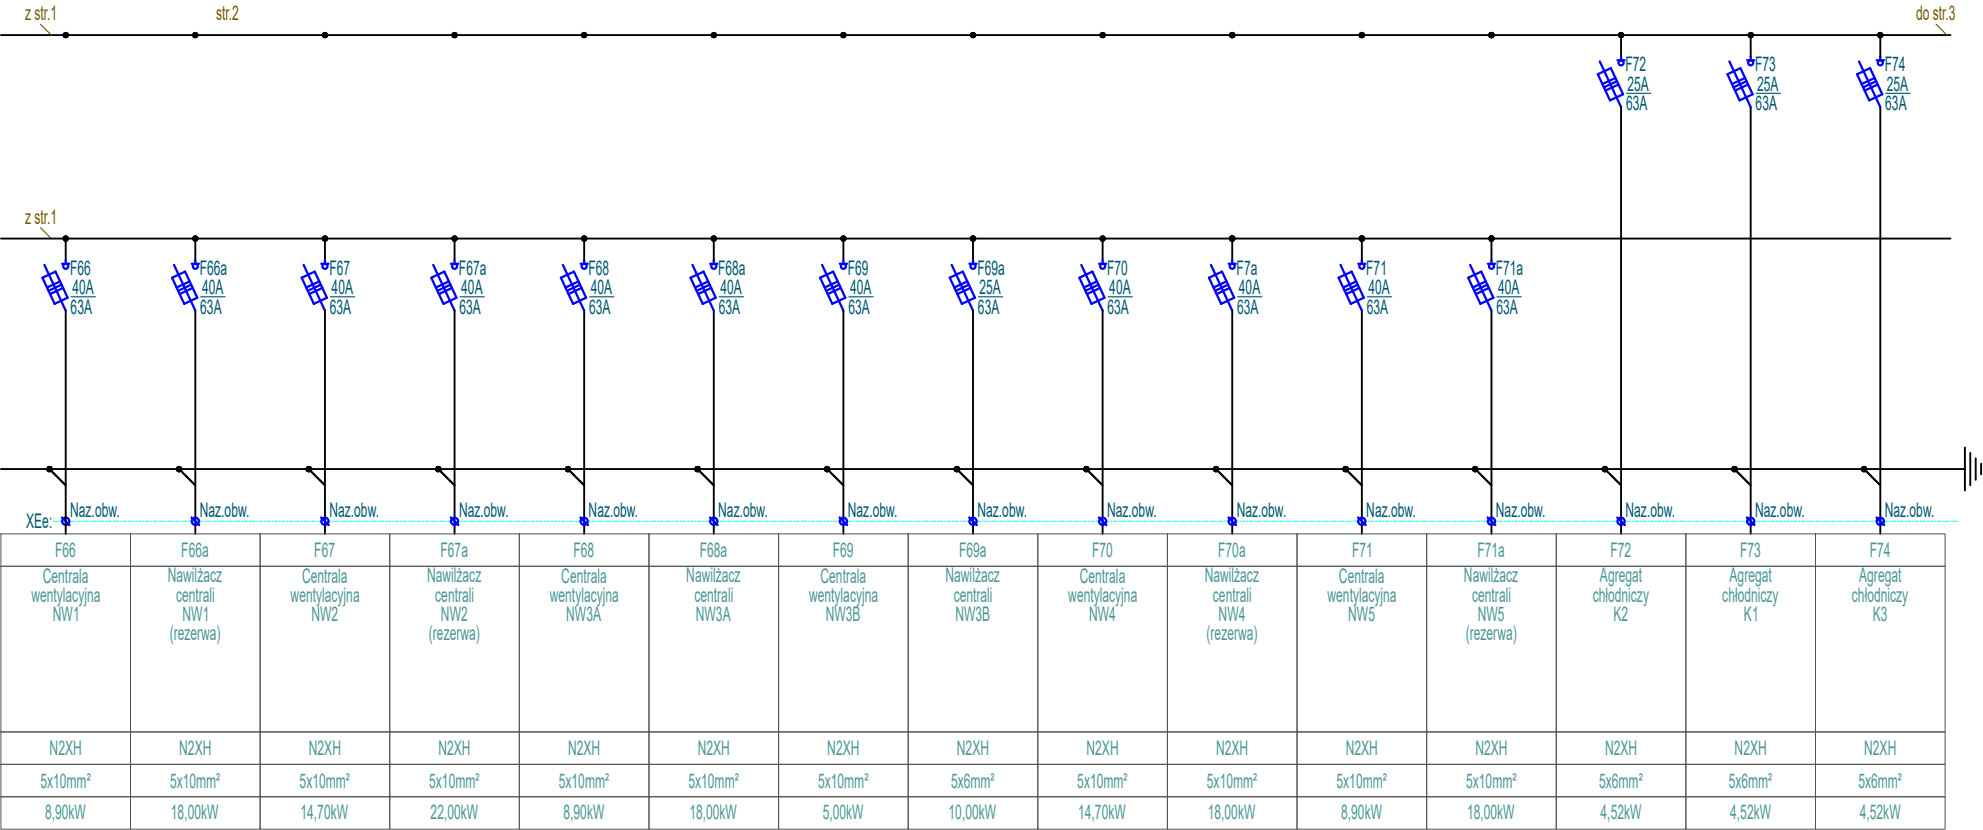 z str.1 str.2 do str.3
F72 F73 F74
25A 25A 25A
63A 63A 63A
z str.1
F66 F66a F67 F67a F68 F68a F69 F69a F70 F7a F71 F71a
40A 40A 40A 40A 40A 40A 40A 25A 40A 40A 40A 40A
63A 63A 63A 63A 63A 63A 63A 63A 63A 63A 63A 63A
XEe: Naz.obw. Naz.obw. Naz.obw. Naz.obw. Naz.obw. Naz.obw. Naz.obw. Naz.obw. Naz.obw. Naz.obw. Naz.obw. Naz.obw. Naz.obw. Naz.obw. Naz.obw.
F66 F66a F67 F67a F68 F68a F69 F69a F70 F70a F71 F71a F72 F73 F74
Centrala Nawilżacz Centrala Nawilżacz Centrala Nawilżacz Centrala Nawilżacz Centrala Nawilżacz Centrala Nawilżacz Agregat Agregat Agregat
wentylacyjna centrali wentylacyjna centrali wentylacyjna centrali wentylacyjna centrali wentylacyjna centrali wentylacyjna centrali chłodniczy chłodniczy chłodniczy
NW1 NW1 NW2 NW2 NW3A NW3A NW3B NW3B NW4 NW4 NW5 NW5 K2 K1 K3
(rezerwa) (rezerwa) (rezerwa) (rezerwa)
N2XH N2XH N2XH N2XH N2XH N2XH N2XH N2XH N2XH N2XH N2XH N2XH N2XH N2XH N2XH
5x10mm² 5x10mm² 5x10mm² 5x10mm² 5x10mm² 5x10mm² 5x10mm² 5x6mm² 5x10mm² 5x10mm² 5x10mm² 5x10mm² 5x6mm² 5x6mm² 5x6mm²
8,90kW 18,00kW 14,70kW 22,00kW 8,90kW 18,00kW 5,00kW 10,00kW 14,70kW 18,00kW 8,90kW 18,00kW 4,52kW 4,52kW 4,52kW